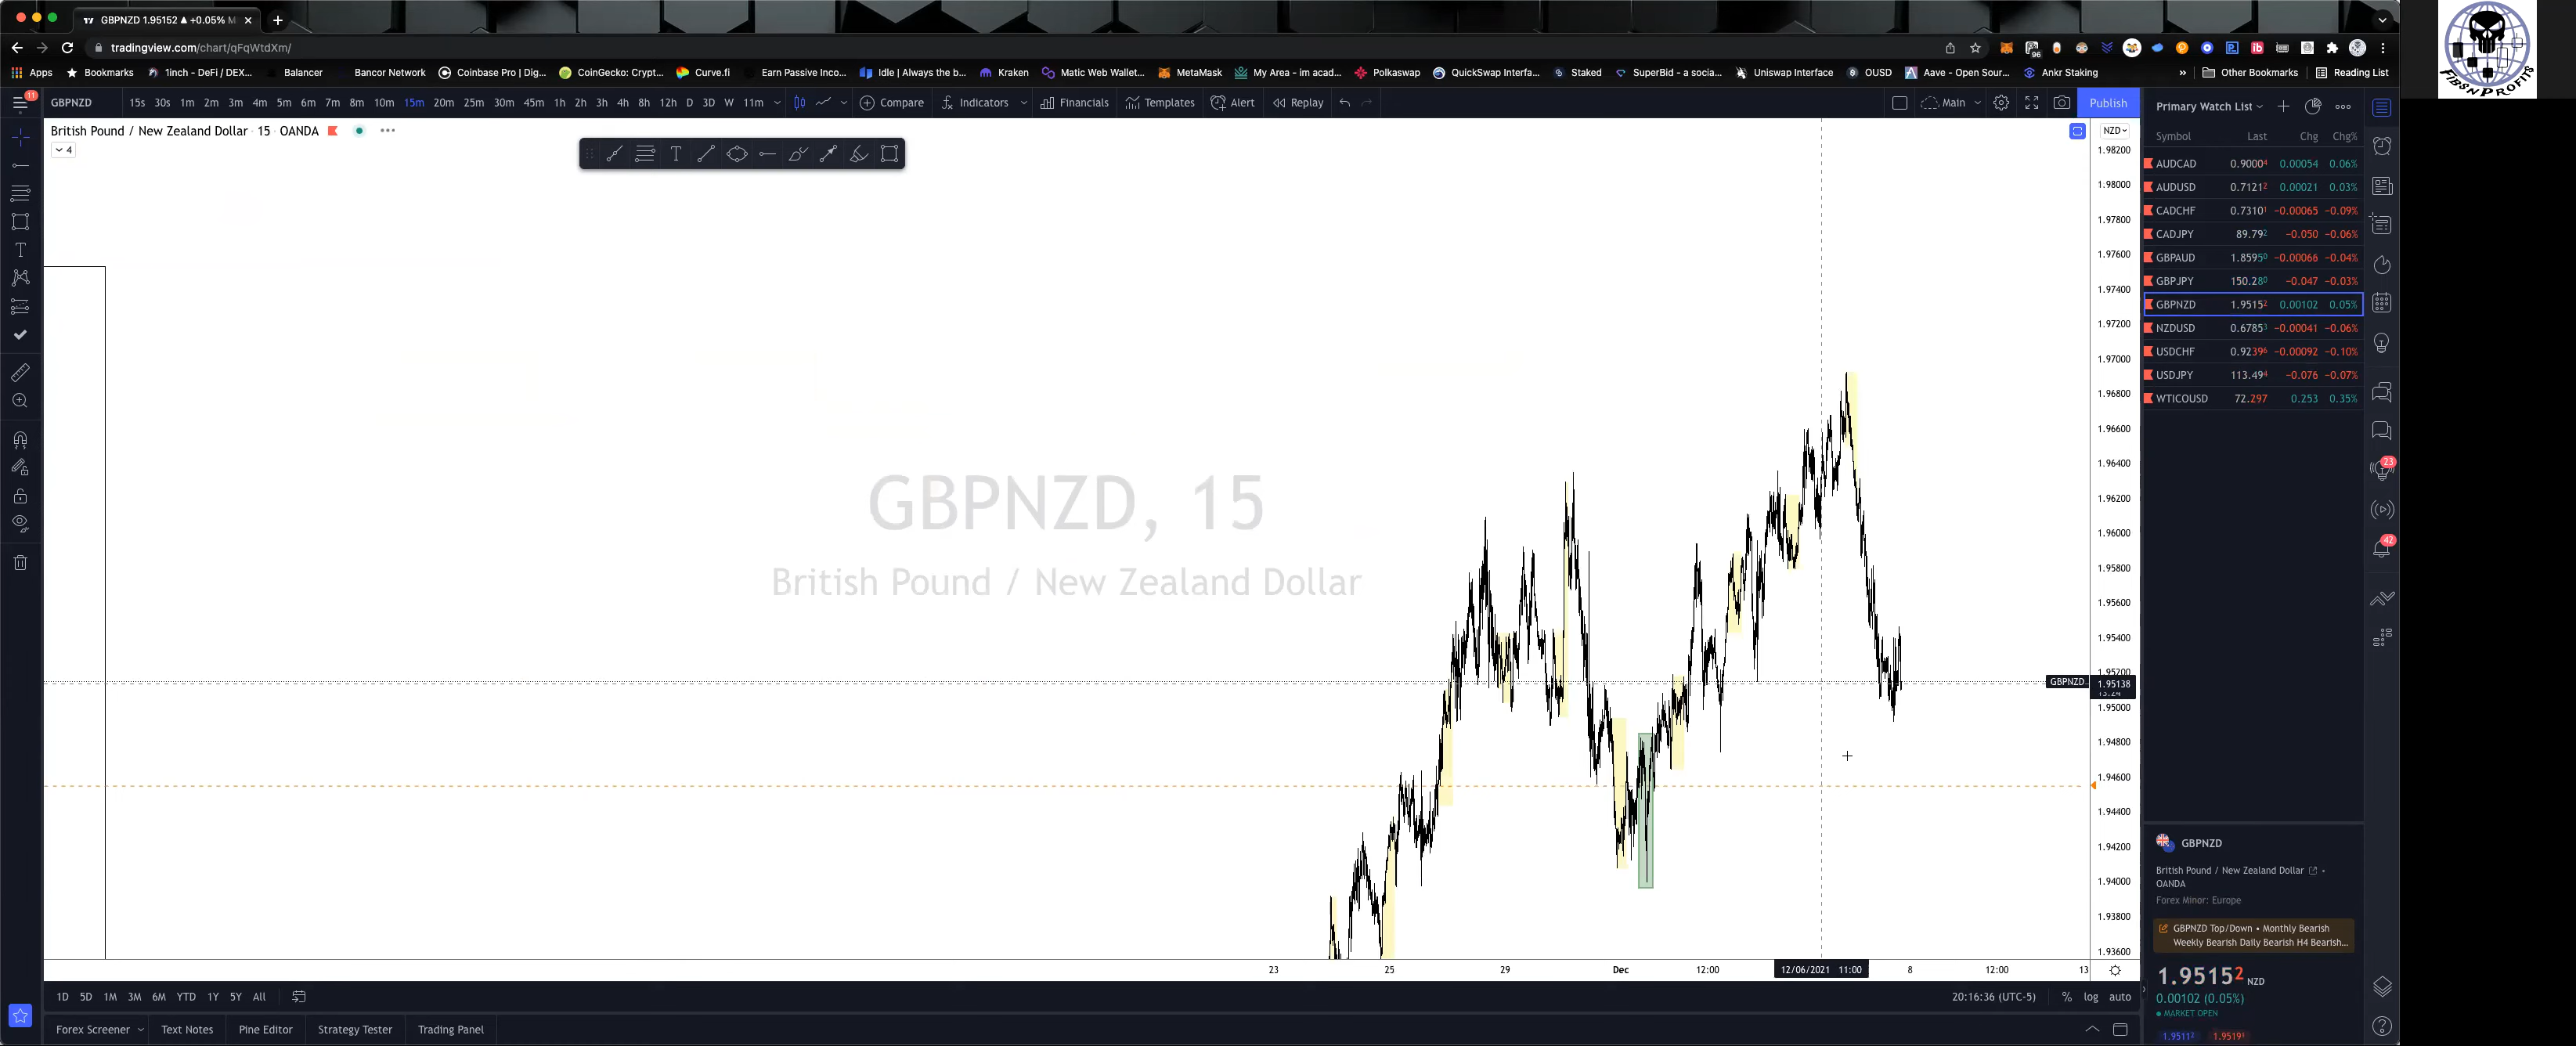 GBPNZD 1.95152 ▲ +0.05% M
tradingview.com/chart/qFqWtdXm/
Apps Bookmarks 1inch - DeFi / DEX... Balancer Bancor Network Coinbase Pro | Dig... CoinGecko: Crypt... Curve.fi Earn Passive Inco... Idle | Always the b... Kraken Matic Web Wallet... MetaMask My Area - im acad... Polkaswap QuickSwap Interfa... Staked SuperBid - a socia... Uniswap Interface OUSD Aave - Open Sour... Ankr Staking » Other Bookmarks Reading List
96
11
GBPNZD 15s 30s 1m 2m 3m 4m 5m 6m 7m 8m 10m 15m 20m 25m 30m 45m 1h 2h 3h 4h 8h 12h D 3D W 11m Compare Indicators Financials Templates Alert Replay Main Publish
British Pound / New Zealand Dollar · 15 · OANDA
4
GBPNZD, 15
British Pound / New Zealand Dollar
NZD
1.98200
1.98000
1.97800
1.97600
1.97400
1.97200
1.97000
1.96800
1.96600
1.96400
1.96200
1.96000
1.95800
1.95600
1.95400
1.95200
GBPNZD 1.95138
1.95000
1.94800
1.94600
1.94400
1.94200
1.94000
1.93800
1.93600
23 25 29 Dec 12:00 12/06/2021 11:00 8 12:00 13
1D 5D 1M 3M 6M YTD 1Y 5Y All
20:16:36 (UTC-5) % log auto
Forex Screener Text Notes Pine Editor Strategy Tester Trading Panel
Primary Watch List
Symbol Last Chg Chg%
AUDCAD 0.90004 0.00054 0.06%
AUDUSD 0.71212 0.00021 0.03%
CADCHF 0.73101 −0.00065 −0.09%
CADJPY 89.792 −0.050 −0.06%
GBPAUD 1.85950 −0.00066 −0.04%
GBPJPY 150.280 −0.047 −0.03%
GBPNZD 1.95152 0.00102 0.05%
NZDUSD 0.67853 −0.00041 −0.06%
USDCHF 0.92396 −0.00092 −0.10%
USDJPY 113.494 −0.076 −0.07%
WTICOUSD 72.297 0.253 0.35%
23
42
GBPNZD
British Pound / New Zealand Dollar •
OANDA
Forex Minor: Europe
GBPNZD Top/Down • Monthly Bearish
Weekly Bearish Daily Bearish H4 Bearish...
1.95152 NZD
0.00102 (0.05%)
• MARKET OPEN
1.95112 1.95191
FIBSNPROFITS